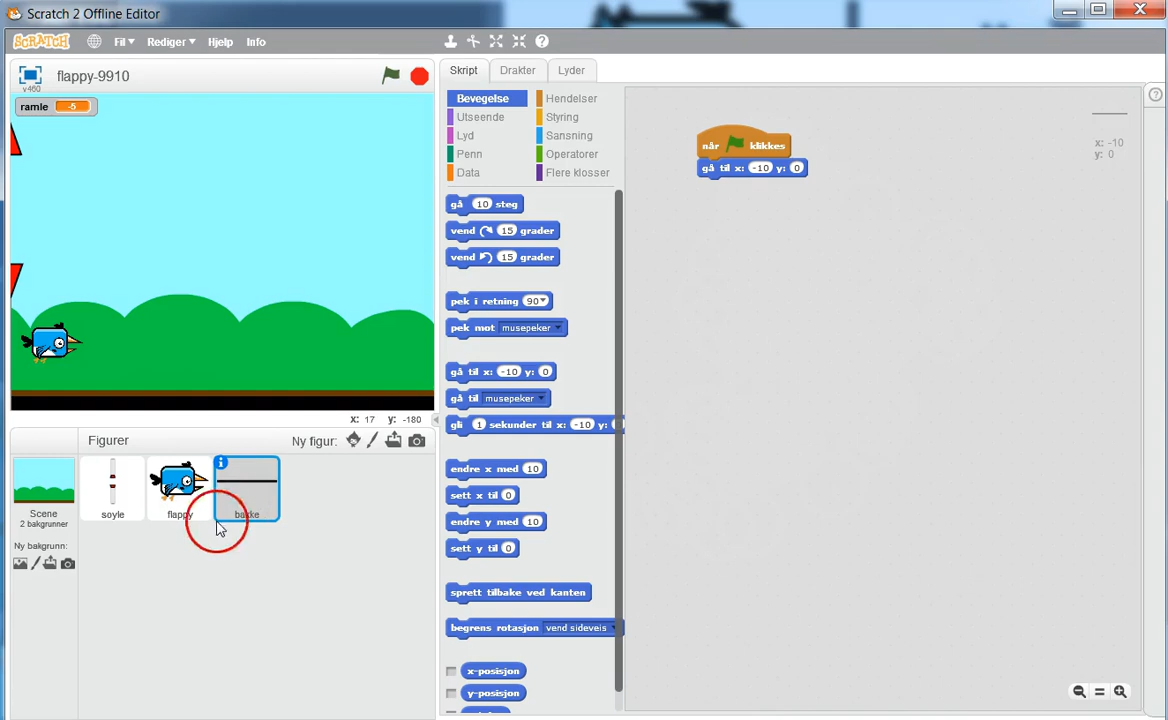 Scratch 2 Offline Editor
SCRATCH Fil Rediger Hjelp Info
flappy-9910
v460
ramle -5
x: 17 y: -180
Figurer
Ny figur:
soyle
flappy
bakke
Scene
2 bakgrunner
Ny bakgrunn:
Skript Drakter Lyder
Bevegelse Hendelser
Utseende Styring
Lyd Sansning
Penn Operatorer
Data Flere klosser
gå 10 steg
vend 15 grader
vend 15 grader
pek i retning 90
pek mot musepeker
gå til x: -10 y: 0
gå til musepeker
gli 1 sekunder til x: -10 y:
endre x med 10
sett x til 0
endre y med 10
sett y til 0
sprett tilbake ved kanten
begrens rotasjon vend sideveis
x-posisjon
y-posisjon
når klikkes
gå til x: -10 y: 0
x: -10
y: 0